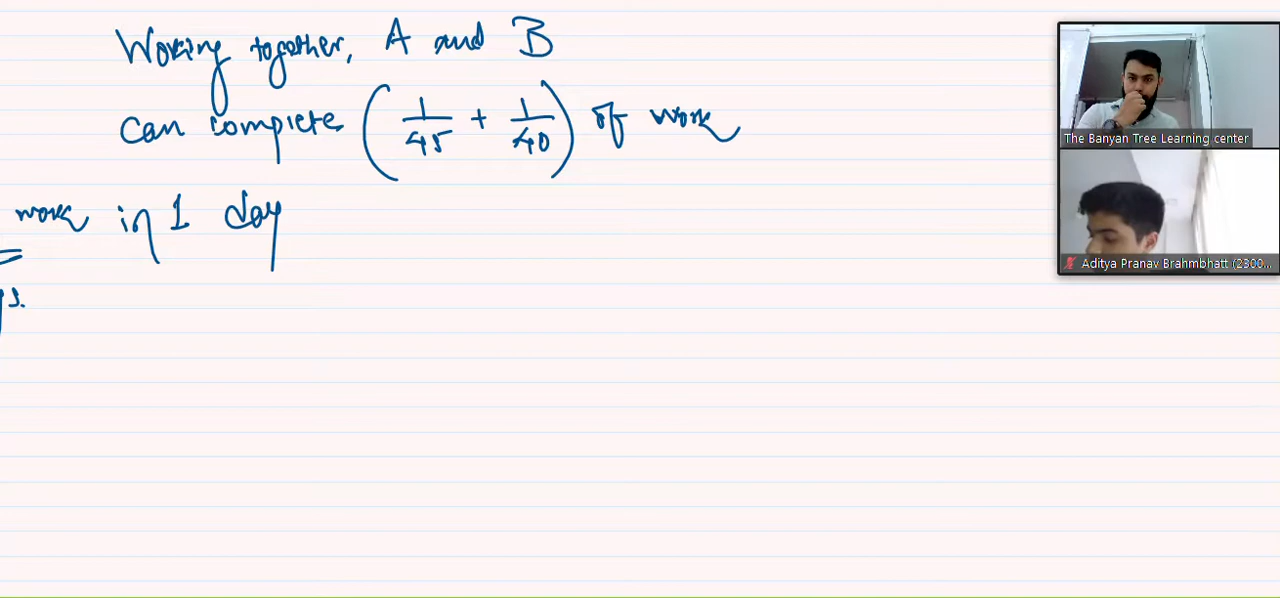 Working together, A and B
can complete ( 1/45 + 1/40 ) of work
work in 1 day
=
The Banyan Tree Learning center
Aditya Pranav Brahmbhatt (2300...